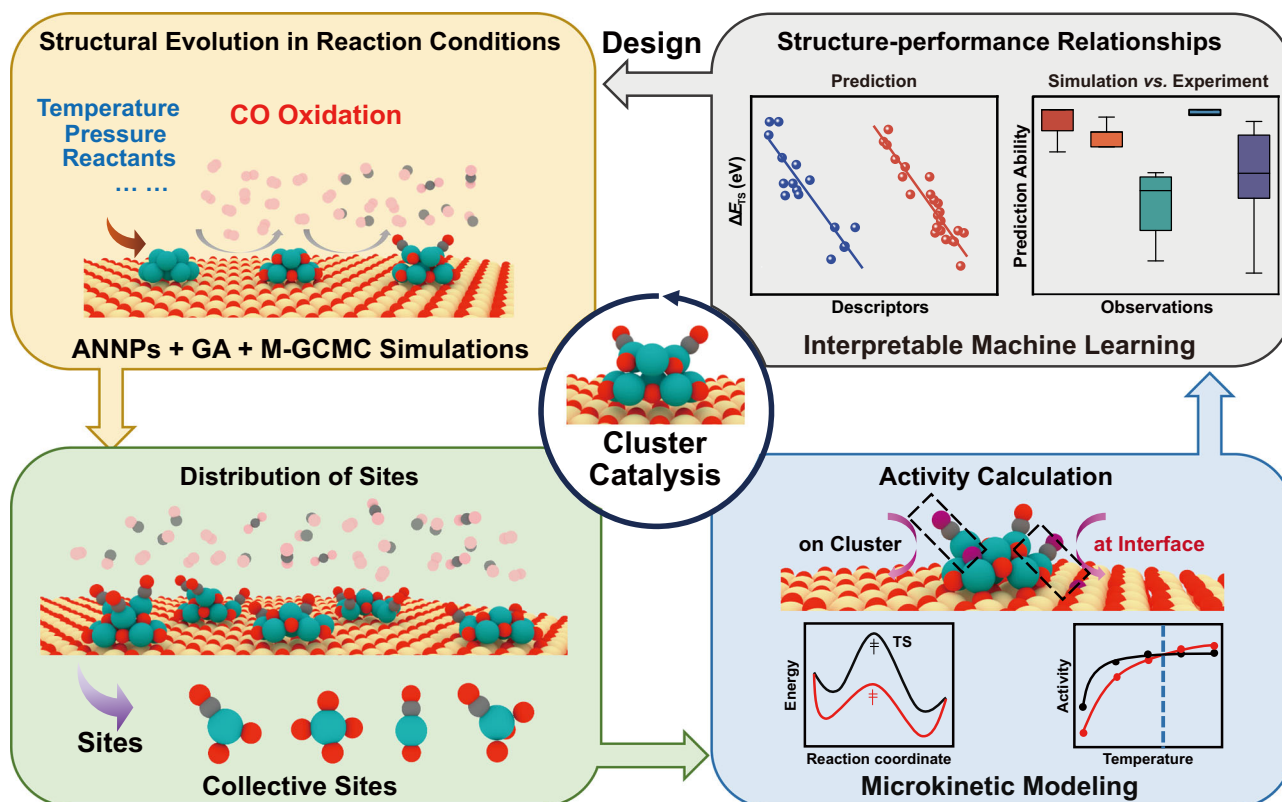 Structural Evolution in Reaction Conditions
Temperature
Pressure
Reactants
... ...
CO Oxidation
ANNPs + GA + M-GCMC Simulations
Design
Structure-performance Relationships
Prediction
ΔE_TS (eV)
Descriptors
Simulation vs. Experiment
Prediction Ability
Observations
Interpretable Machine Learning
Cluster
Catalysis
Distribution of Sites
Sites
Collective Sites
Activity Calculation
on Cluster
at Interface
TS
‡
‡
Energy
Reaction coordinate
Activity
Temperature
Microkinetic Modeling